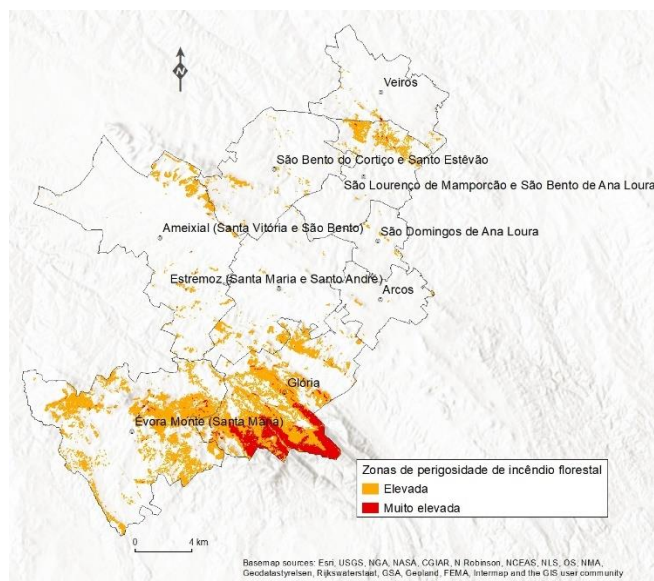 N
Veiros
São Bento do Cortiço e Santo Estêvão
São Lourenço de Mamporcão e São Bento de Ana Loura
Ameixial (Santa Vitória e São Bento)
São Domingos de Ana Loura
Estremoz (Santa Maria e Santo André)
Arcos
Glória
Évora Monte (Santa Maria)
Zonas de perigosidade de incêndio florestal
Elevada
Muito elevada
0 4 km
Basemap sources: Esri, USGS, NGA, NASA, CGIAR, N Robinson, NCEAS, NLS, OS, NMA,
Geodatastyrelsen, Rijkswaterstaat, GSA, Geoland, FEMA, Intermap and the GIS user community